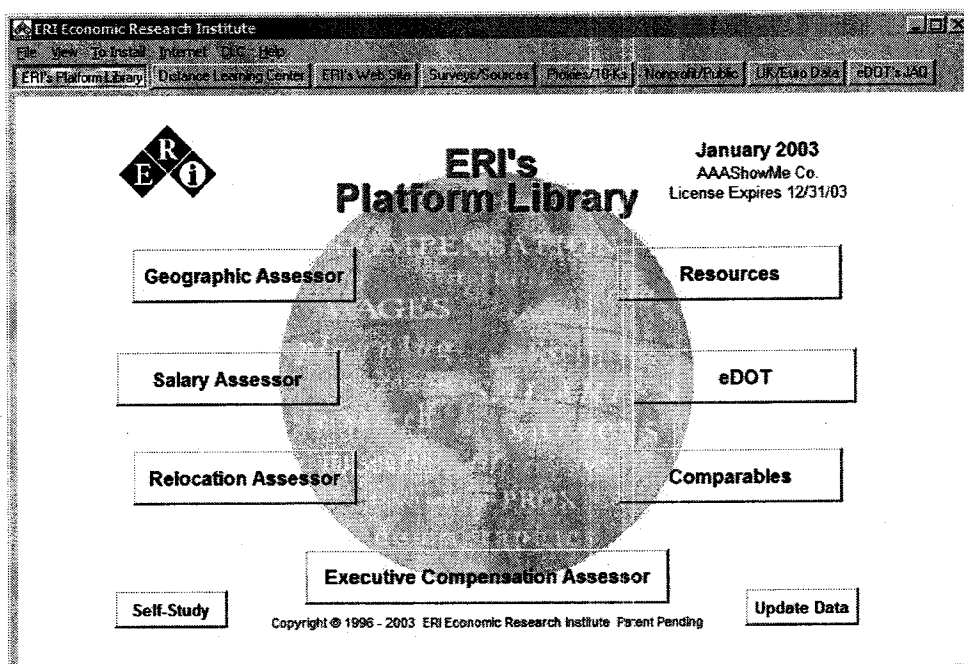 ERI Economic Research Institute
File View To Install Internet DLC Help
ERI's Platform Library Distance Learning Center ERI's Web Site Surveys/Sources Proxies/10-Ks Nonprofit/Public UK/Euro Data eDOT's JAQ
E R i
ERI's
Platform Library
January 2003
AAAShowMe Co.
License Expires 12/31/03
Geographic Assessor
Resources
WAGES
Salary Assessor
eDOT
Relocation Assessor
Comparables
Executive Compensation Assessor
Self-Study
Update Data
Copyright © 1996 - 2003 ERI Economic Research Institute Patent Pending